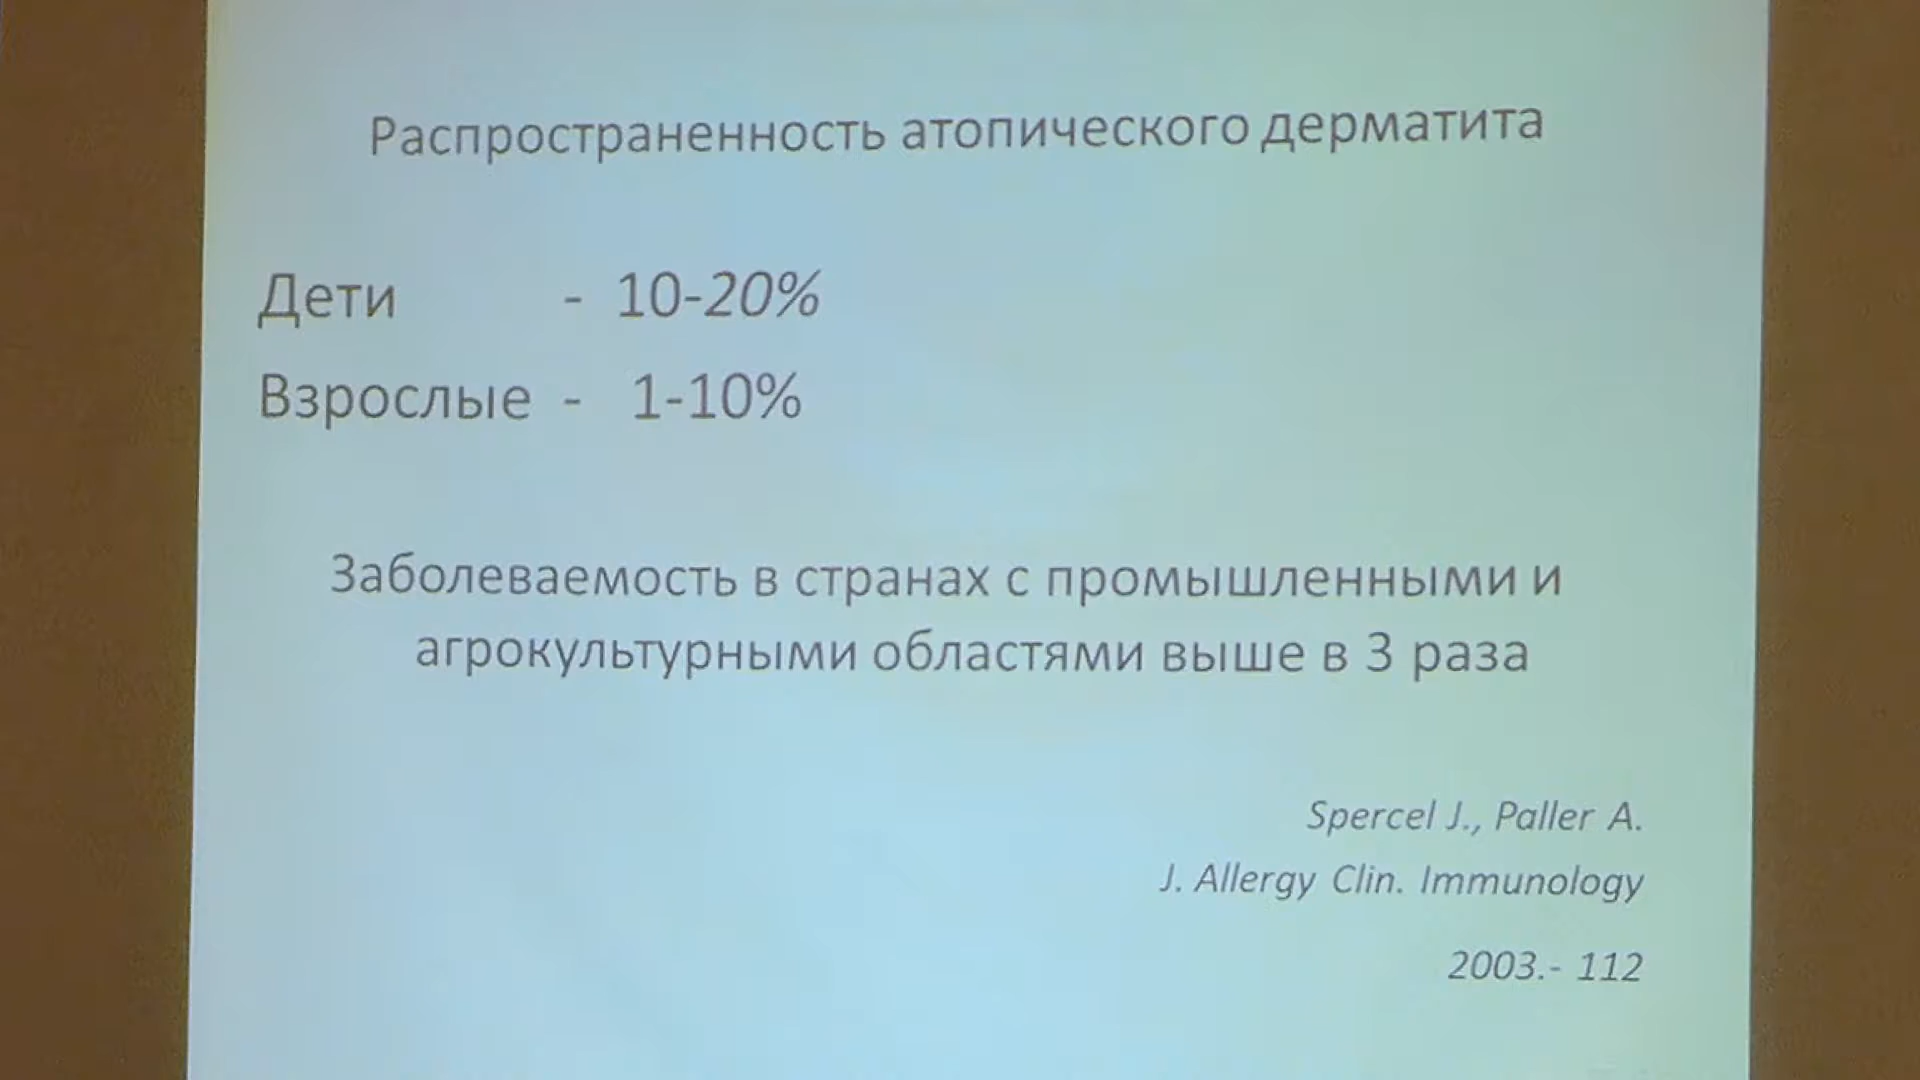 Распространенность атопического дерматита
Дети - 10-20%
Взрослые - 1-10%
Заболеваемость в странах с промышленными и
агрокультурными областями выше в 3 раза
Spercel J., Paller A.
J. Allergy Clin. Immunology
2003.- 112